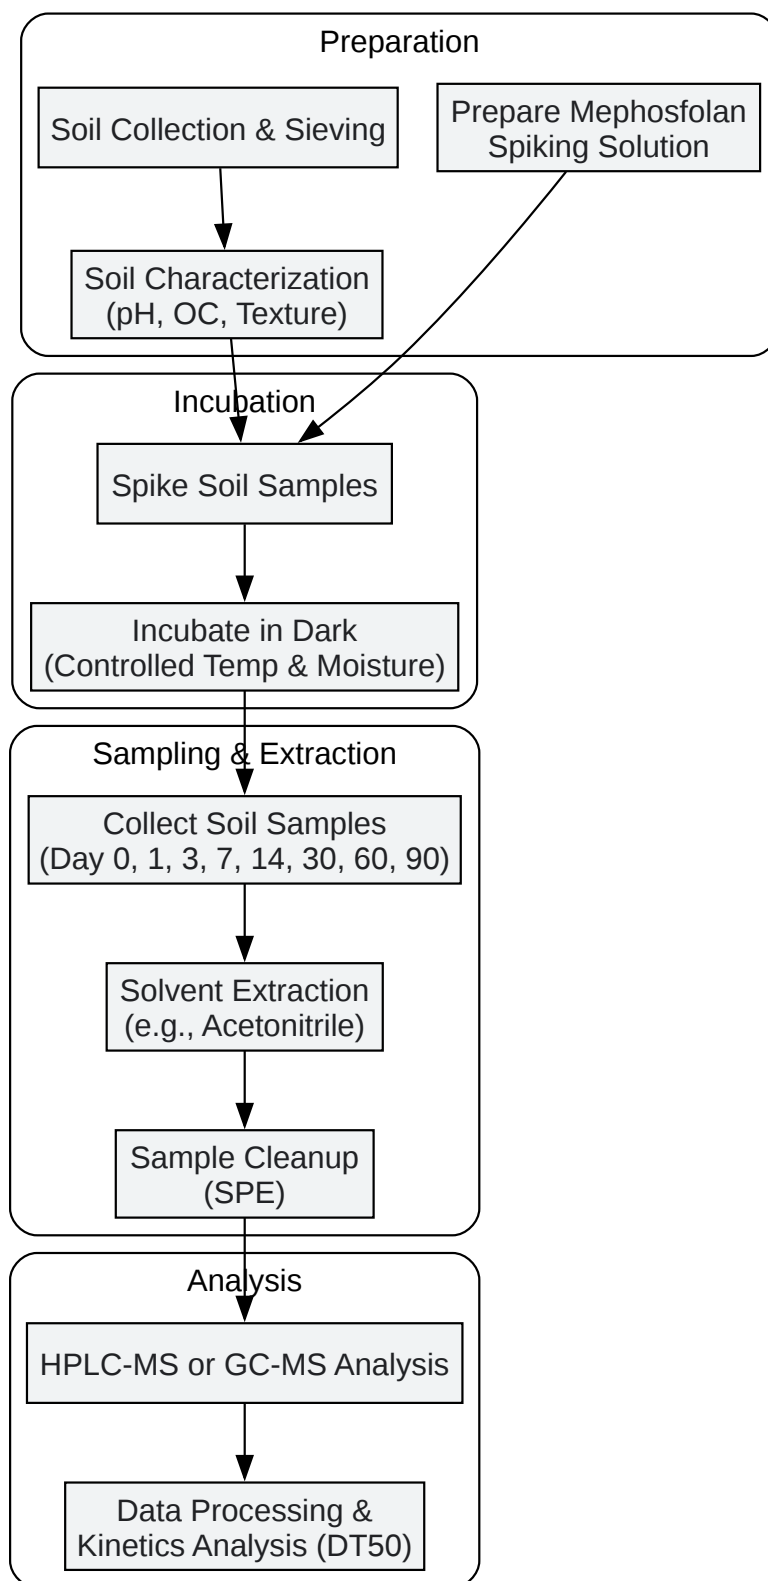 Preparation
Soil Collection & Sieving
Prepare Mephosfolan
Spiking Solution
Soil Characterization
(pH, OC, Texture)
Incubation
Spike Soil Samples
Incubate in Dark
(Controlled Temp & Moisture)
Sampling & Extraction
Collect Soil Samples
(Day 0, 1, 3, 7, 14, 30, 60, 90)
Solvent Extraction
(e.g., Acetonitrile)
Sample Cleanup
(SPE)
Analysis
HPLC-MS or GC-MS Analysis
Data Processing &
Kinetics Analysis (DT50)